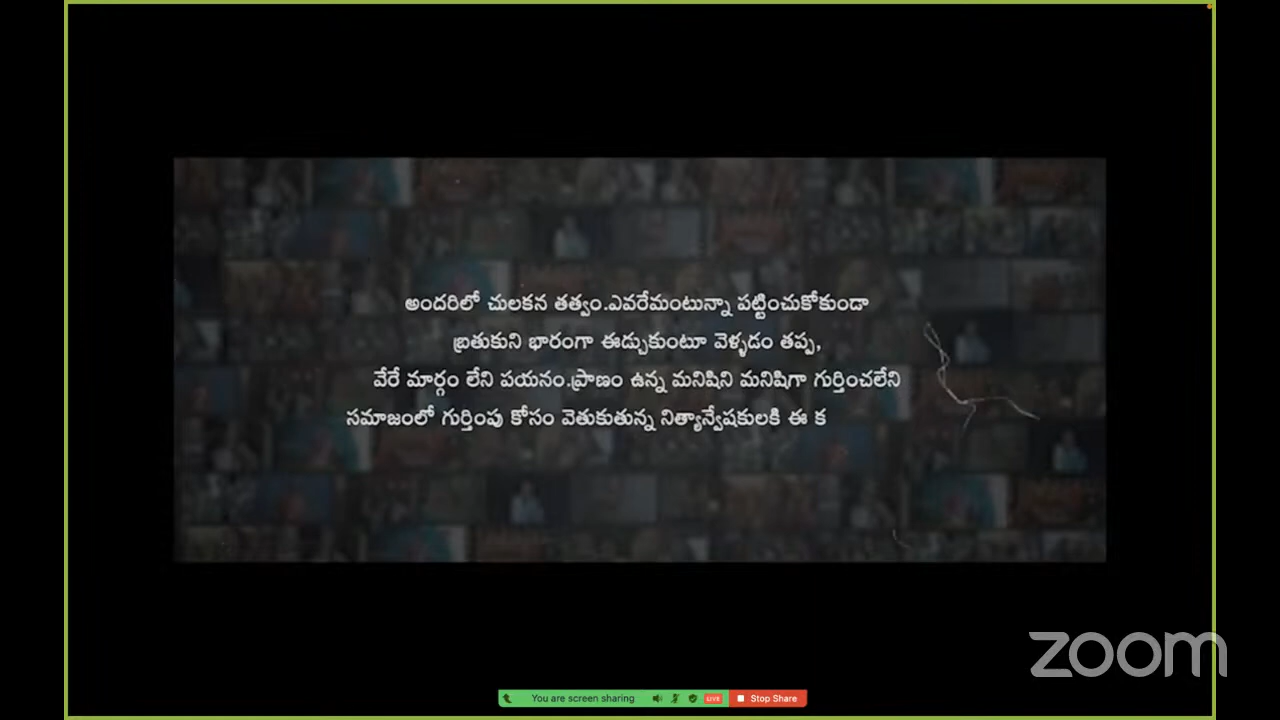 అందరిలో చులకన తత్వం.ఎవరేమంటున్నా పట్టించుకోకుండా
బ్రతుకుని భారంగా ఈడ్చుకుంటూ వెళ్ళడం తప్ప,
వేరే మార్గం లేని పయనం.ప్రాణం ఉన్న మనిషిని మనిషిగా గుర్తించలేని
సమాజంలో గుర్తింపు కోసం వెతుకుతున్న నిత్యాన్వేషకులకి ఈ క
zoom
You are screen sharing LIVE Stop Share